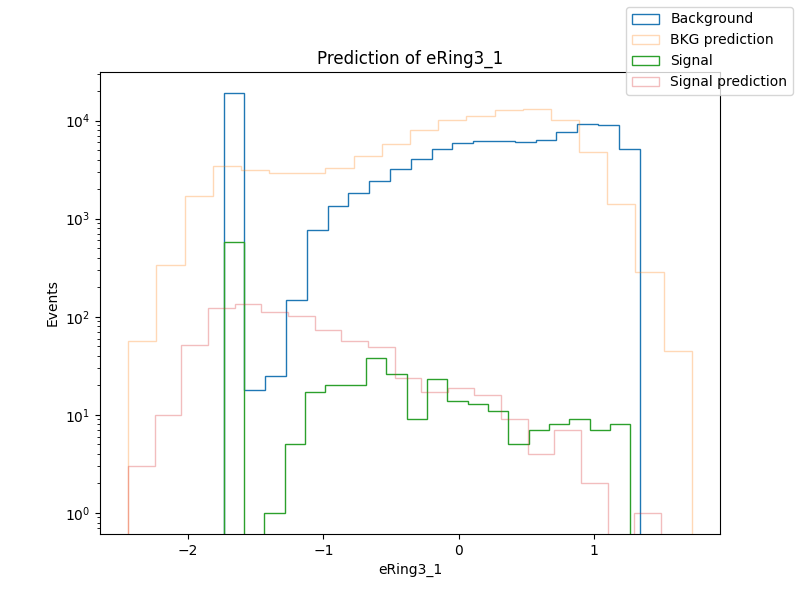 Prediction of eRing3_1
Background
BKG prediction
Signal
Signal prediction
Events
10⁴
10³
10²
10¹
10⁰
−2
−1
0
1
eRing3_1